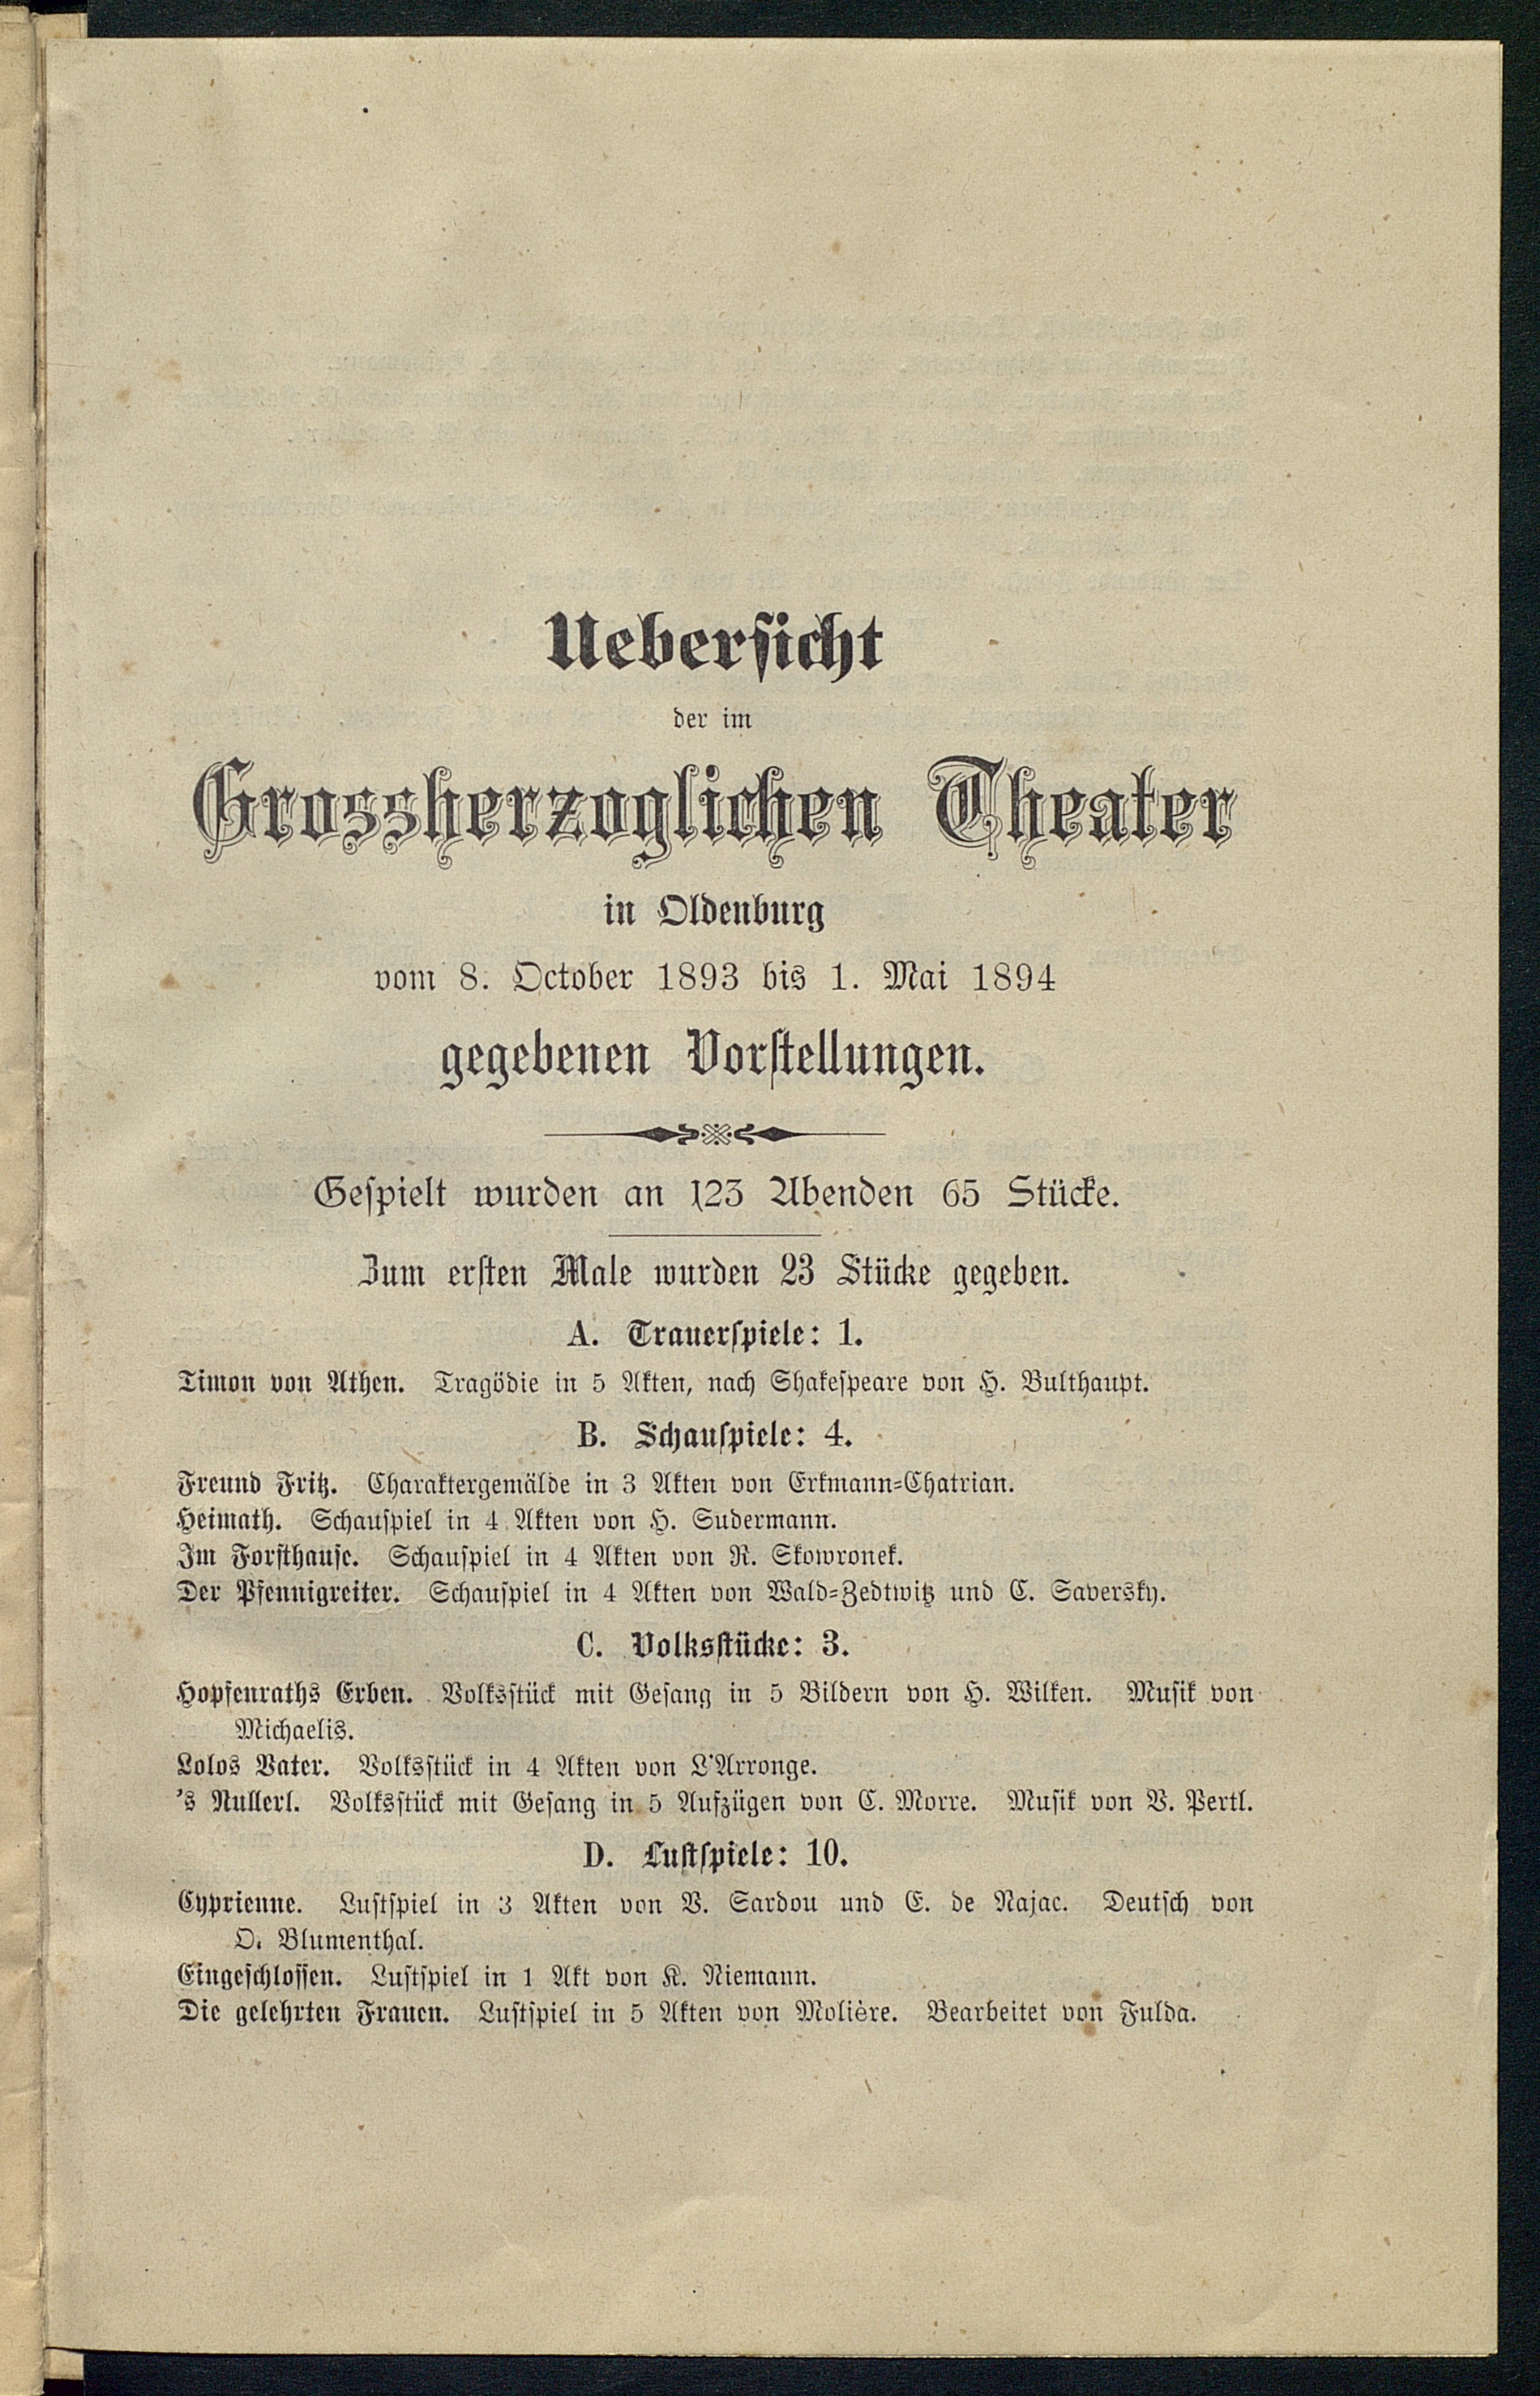 Uebersicht
der im
Grossherzoglichen Theater
in Oldenburg
vom 8. October 1893 bis 1. Mai 1894
gegebenen Vorstellungen.
Gespielt wurden an 123 Abenden 65 Stücke.
Zum ersten Male wurden 23 Stücke gegeben.
A. Trauerspiele: 1.
Timon von Athen. Tragödie in 5 Akten, nach Shakespeare von H. Bulthaupt.
B. Schauspiele: 4.
Freund Fritz. Charaktergemälde in 3 Akten von Erkmann-Chatrian.
Heimath. Schauspiel in 4 Akten von H. Sudermann.
Im Forsthause. Schauspiel in 4 Akten von R. Skowronek.
Der Pfennigreiter. Schauspiel in 4 Akten von Wald-Zedtwitz und C. Saversky.
C. Volksstücke: 3.
Hopfenraths Erben. Volksstück mit Gesang in 5 Bildern von H. Wilken. Musik von
Michaelis.
Lolos Vater. Volksstück in 4 Akten von L'Arronge.
's Nullerl. Volksstück mit Gesang in 5 Aufzügen von C. Morre. Musik von V. Pertl.
D. Lustspiele: 10.
Cyprienne. Lustspiel in 3 Akten von V. Sardou und E. de Najac. Deutsch von
O. Blumenthal.
Eingeschlossen. Lustspiel in 1 Akt von K. Niemann.
Die gelehrten Frauen. Lustspiel in 5 Akten von Molière. Bearbeitet von Fulda.